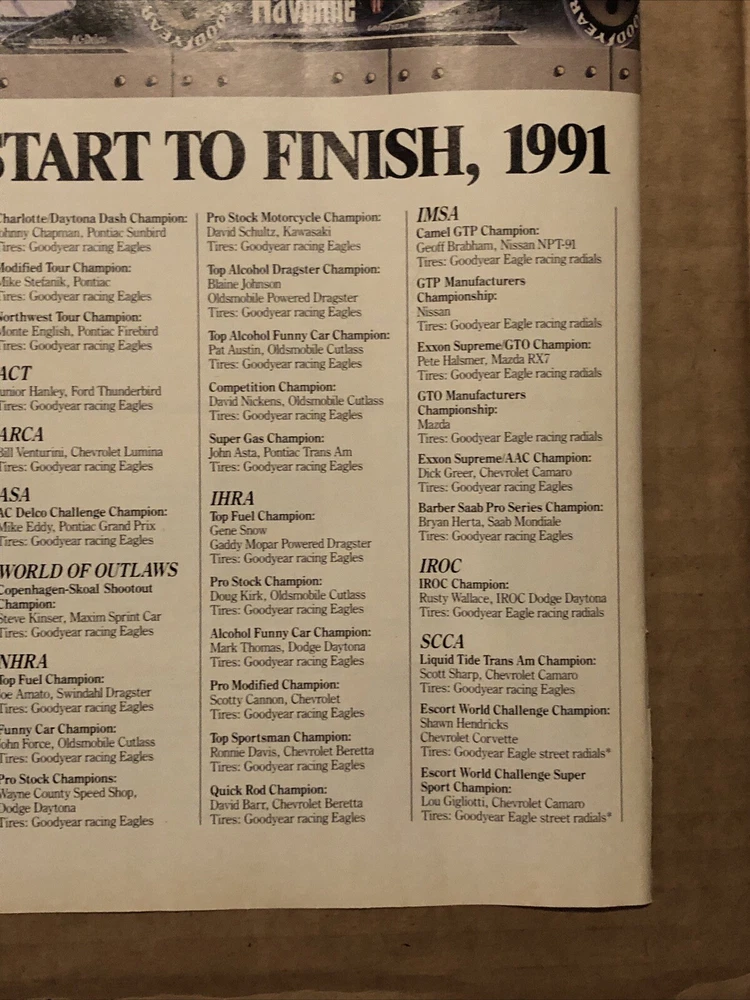 GOODYEAR
Havoline
GOODYEAR
START TO FINISH, 1991
Charlotte/Daytona Dash Champion:
Johnny Chapman, Pontiac Sunbird
Tires: Goodyear racing Eagles
Modified Tour Champion:
Mike Stefanik, Pontiac
Tires: Goodyear racing Eagles
Northwest Tour Champion:
Monte English, Pontiac Firebird
Tires: Goodyear racing Eagles
ACT
Junior Hanley, Ford Thunderbird
Tires: Goodyear racing Eagles
ARCA
Bill Venturini, Chevrolet Lumina
Tires: Goodyear racing Eagles
ASA
AC Delco Challenge Champion:
Mike Eddy, Pontiac Grand Prix
Tires: Goodyear racing Eagles
WORLD OF OUTLAWS
Copenhagen-Skoal Shootout
Champion:
Steve Kinser, Maxim Sprint Car
Tires: Goodyear racing Eagles
NHRA
Top Fuel Champion:
Joe Amato, Swindahl Dragster
Tires: Goodyear racing Eagles
Funny Car Champion:
John Force, Oldsmobile Cutlass
Tires: Goodyear racing Eagles
Pro Stock Champions:
Wayne County Speed Shop,
Dodge Daytona
Tires: Goodyear racing Eagles
Pro Stock Motorcycle Champion:
David Schultz, Kawasaki
Tires: Goodyear racing Eagles
Top Alcohol Dragster Champion:
Blaine Johnson
Oldsmobile Powered Dragster
Tires: Goodyear racing Eagles
Top Alcohol Funny Car Champion:
Pat Austin, Oldsmobile Cutlass
Tires: Goodyear racing Eagles
Competition Champion:
David Nickens, Oldsmobile Cutlass
Tires: Goodyear racing Eagles
Super Gas Champion:
John Asta, Pontiac Trans Am
Tires: Goodyear racing Eagles
IHRA
Top Fuel Champion:
Gene Snow
Gaddy Mopar Powered Dragster
Tires: Goodyear racing Eagles
Pro Stock Champion:
Doug Kirk, Oldsmobile Cutlass
Tires: Goodyear racing Eagles
Alcohol Funny Car Champion:
Mark Thomas, Dodge Daytona
Tires: Goodyear racing Eagles
Pro Modified Champion:
Scotty Cannon, Chevrolet
Tires: Goodyear racing Eagles
Top Sportsman Champion:
Ronnie Davis, Chevrolet Beretta
Tires: Goodyear racing Eagles
Quick Rod Champion:
David Barr, Chevrolet Beretta
Tires: Goodyear racing Eagles
IMSA
Camel GTP Champion:
Geoff Brabham, Nissan NPT-91
Tires: Goodyear Eagle racing radials
GTP Manufacturers
Championship:
Nissan
Tires: Goodyear Eagle racing radials
Exxon Supreme/GTO Champion:
Pete Halsmer, Mazda RX7
Tires: Goodyear Eagle racing radials
GTO Manufacturers
Championship:
Mazda
Tires: Goodyear Eagle racing radials
Exxon Supreme/AAC Champion:
Dick Greer, Chevrolet Camaro
Tires: Goodyear racing Eagles
Barber Saab Pro Series Champion:
Bryan Herta, Saab Mondiale
Tires: Goodyear racing Eagles
IROC
IROC Champion:
Rusty Wallace, IROC Dodge Daytona
Tires: Goodyear Eagle racing radials
SCCA
Liquid Tide Trans Am Champion:
Scott Sharp, Chevrolet Camaro
Tires: Goodyear racing Eagles
Escort World Challenge Champion:
Shawn Hendricks
Chevrolet Corvette
Tires: Goodyear Eagle street radials*
Escort World Challenge Super
Sport Champion:
Lou Gigliotti, Chevrolet Camaro
Tires: Goodyear Eagle street radials*